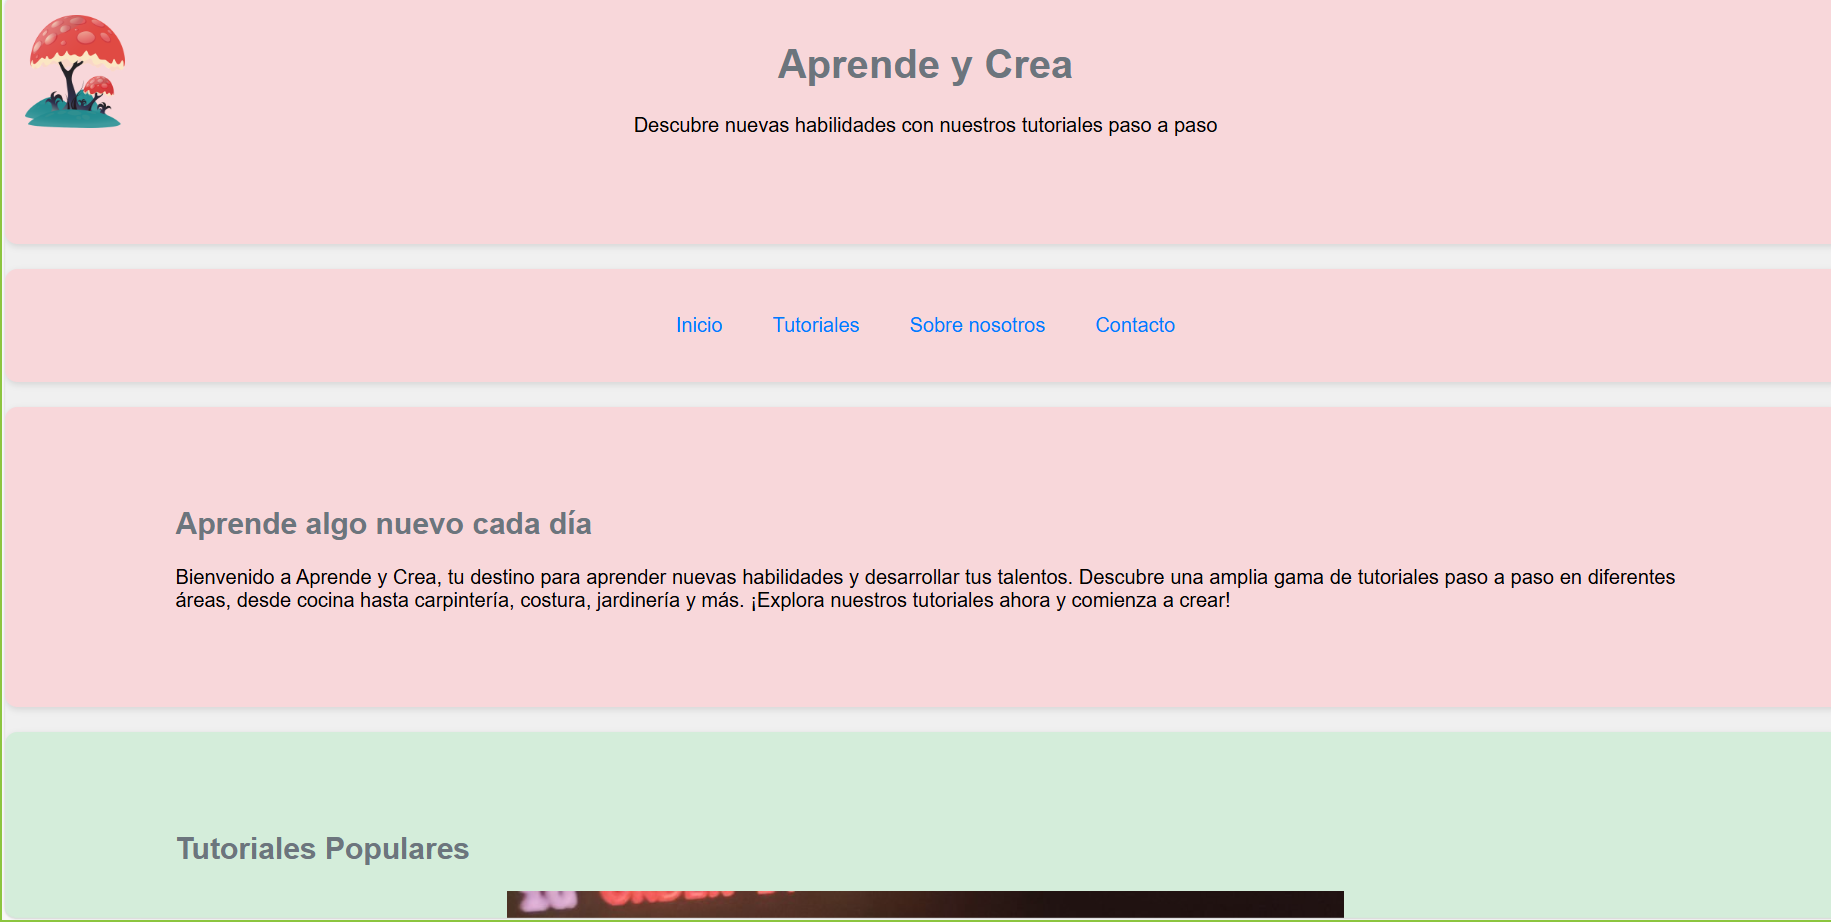 Aprende y Crea
Descubre nuevas habilidades con nuestros tutoriales paso a paso
Inicio Tutoriales Sobre nosotros Contacto
Aprende algo nuevo cada día
Bienvenido a Aprende y Crea, tu destino para aprender nuevas habilidades y desarrollar tus talentos. Descubre una amplia gama de tutoriales paso a paso en diferentes
áreas, desde cocina hasta carpintería, costura, jardinería y más. ¡Explora nuestros tutoriales ahora y comienza a crear!
Tutoriales Populares